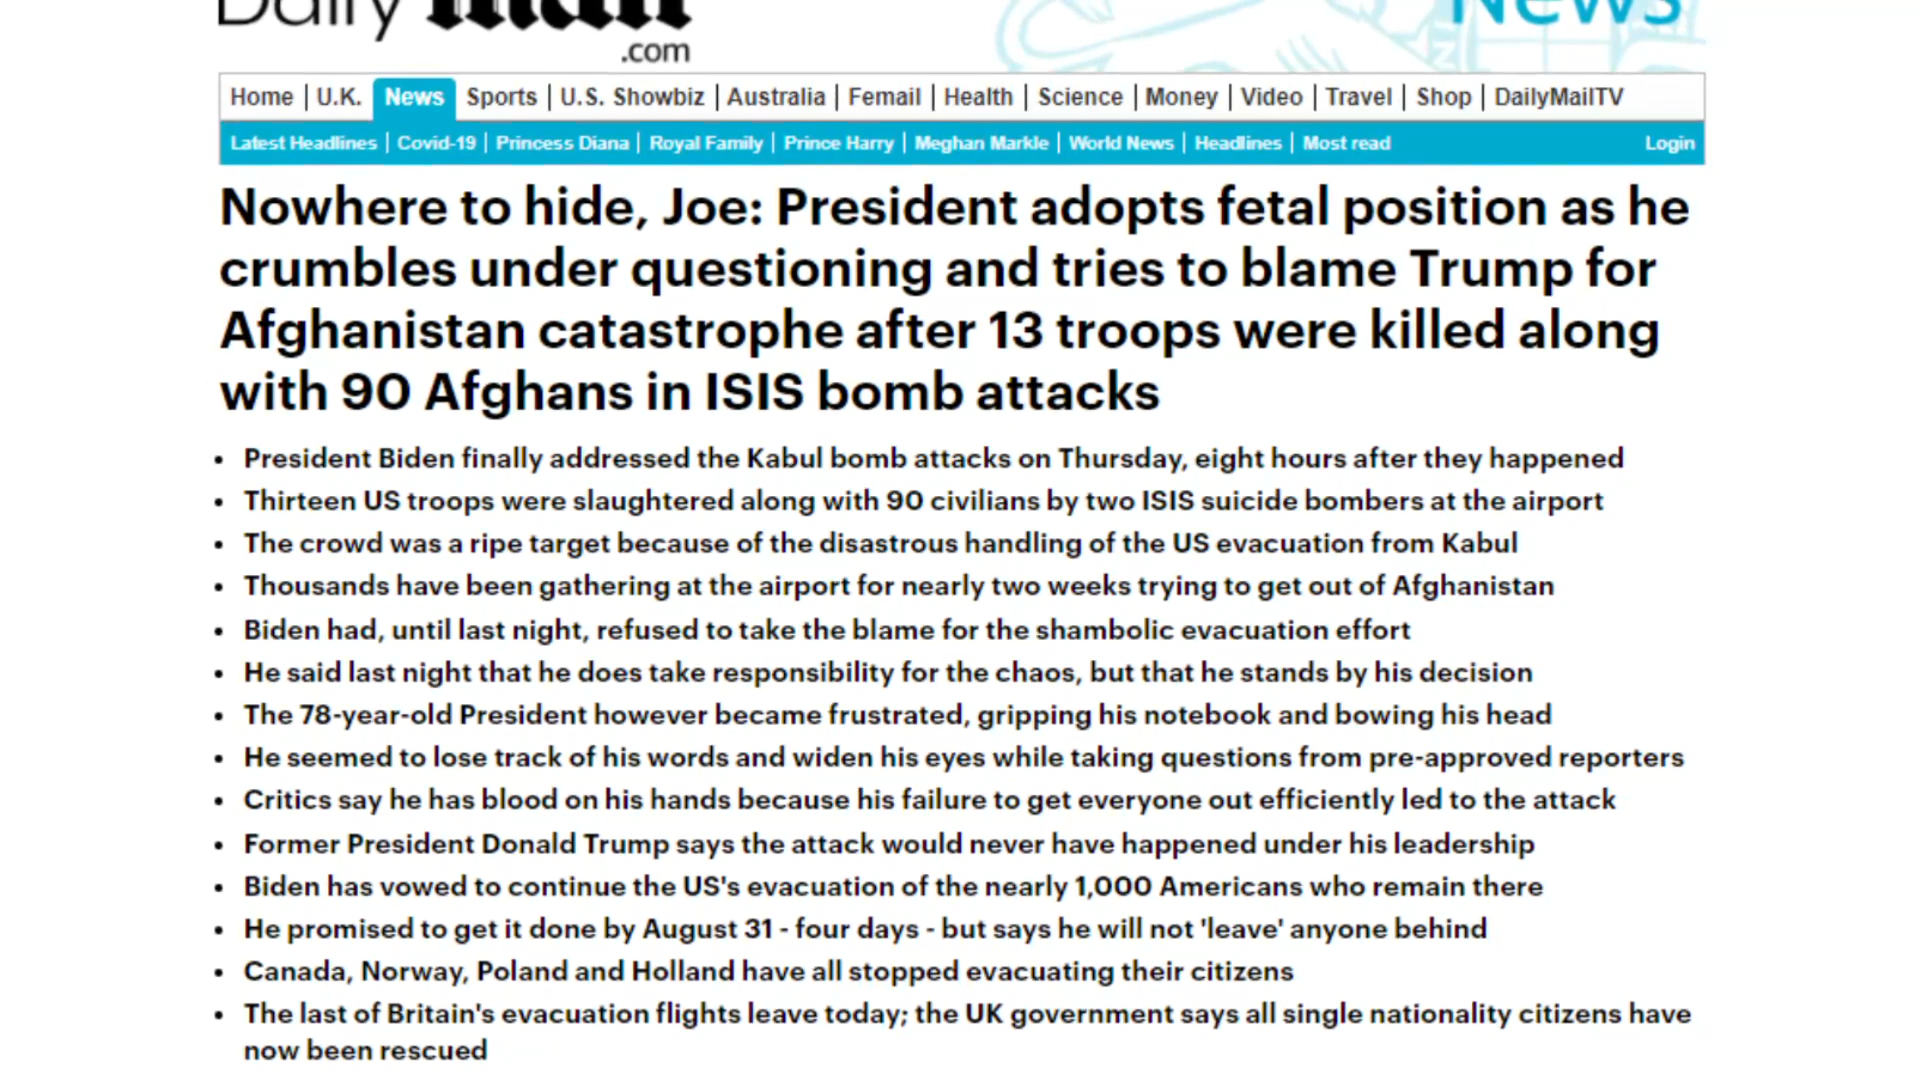 Daily Mail
.com
News
Home | U.K. News Sports | U.S. Showbiz | Australia | Femail | Health | Science | Money | Video | Travel | Shop | DailyMailTV
Latest Headlines | Covid-19 | Princess Diana | Royal Family | Prince Harry | Meghan Markle | World News | Headlines | Most read Login
Nowhere to hide, Joe: President adopts fetal position as he
crumbles under questioning and tries to blame Trump for
Afghanistan catastrophe after 13 troops were killed along
with 90 Afghans in ISIS bomb attacks
• President Biden finally addressed the Kabul bomb attacks on Thursday, eight hours after they happened
• Thirteen US troops were slaughtered along with 90 civilians by two ISIS suicide bombers at the airport
• The crowd was a ripe target because of the disastrous handling of the US evacuation from Kabul
• Thousands have been gathering at the airport for nearly two weeks trying to get out of Afghanistan
• Biden had, until last night, refused to take the blame for the shambolic evacuation effort
• He said last night that he does take responsibility for the chaos, but that he stands by his decision
• The 78-year-old President however became frustrated, gripping his notebook and bowing his head
• He seemed to lose track of his words and widen his eyes while taking questions from pre-approved reporters
• Critics say he has blood on his hands because his failure to get everyone out efficiently led to the attack
• Former President Donald Trump says the attack would never have happened under his leadership
• Biden has vowed to continue the US's evacuation of the nearly 1,000 Americans who remain there
• He promised to get it done by August 31 - four days - but says he will not 'leave' anyone behind
• Canada, Norway, Poland and Holland have all stopped evacuating their citizens
• The last of Britain's evacuation flights leave today; the UK government says all single nationality citizens have
now been rescued